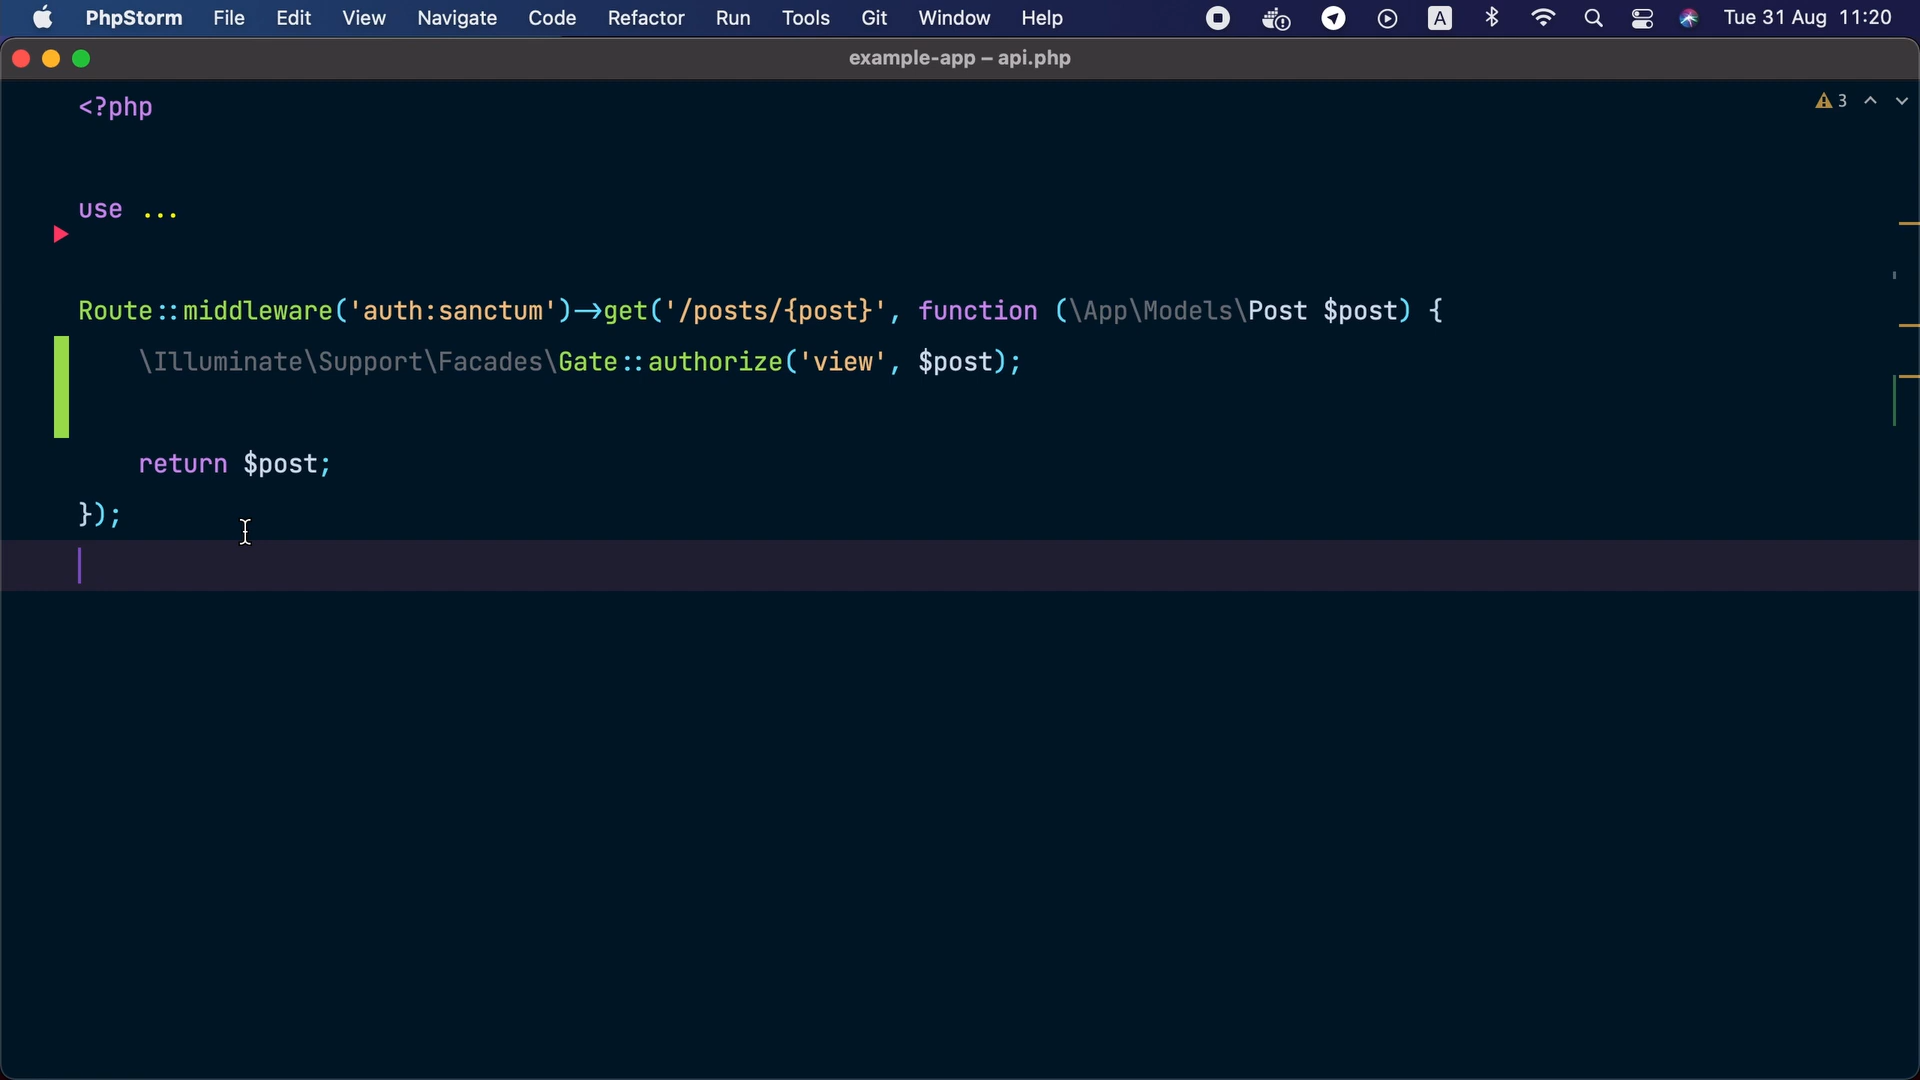 PhpStorm File Edit View Navigate Code Refactor Run Tools Git Window Help A Tue 31 Aug 11:20
example-app – api.php
<?php
3
use ...
Route::middleware('auth:sanctum')->get('/posts/{post}', function (\App\Models\Post $post) {
\Illuminate\Support\Facades\Gate::authorize('view', $post);
return $post;
});